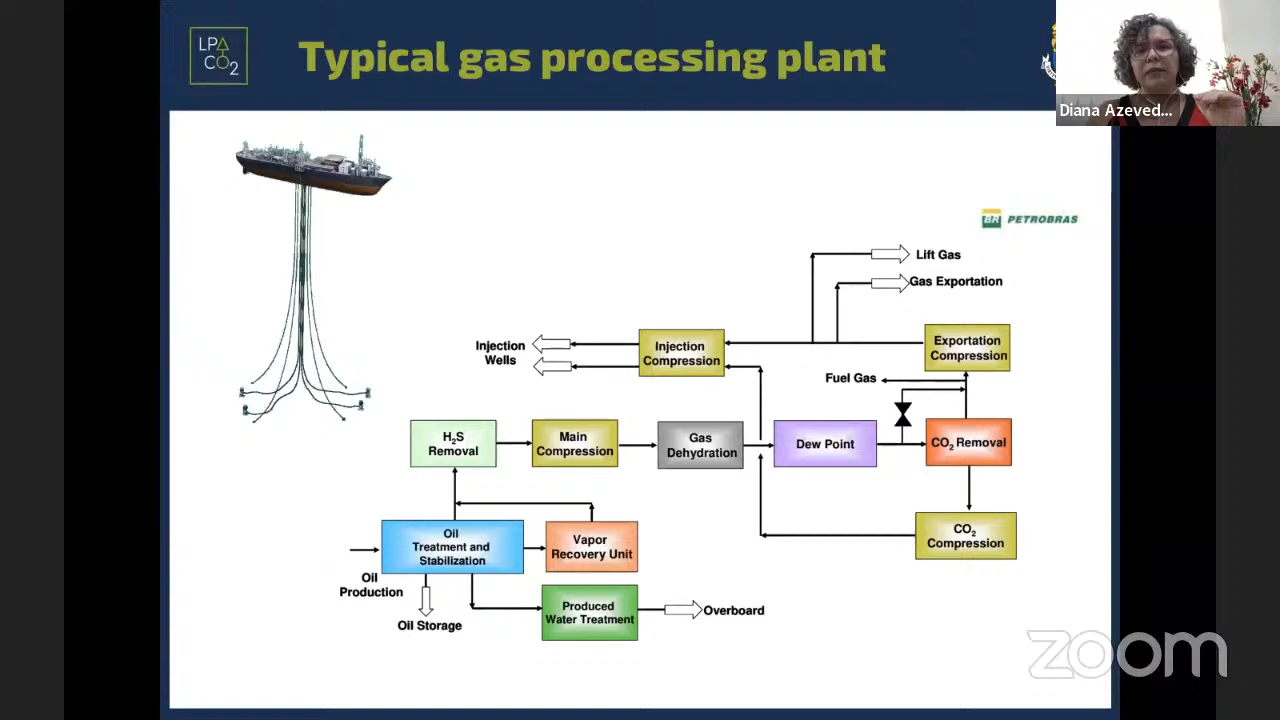 LPA
CO2
Typical gas processing plant
Diana Azeved...
BR PETROBRAS
Lift Gas
Gas Exportation
Injection
Wells
Injection
Compression
Exportation
Compression
Fuel Gas
H2S
Removal
Main
Compression
Gas
Dehydration
Dew Point
CO2 Removal
Oil
Treatment and
Stabilization
Vapor
Recovery Unit
CO2
Compression
Oil
Production
Oil Storage
Produced
Water Treatment
Overboard
zoom